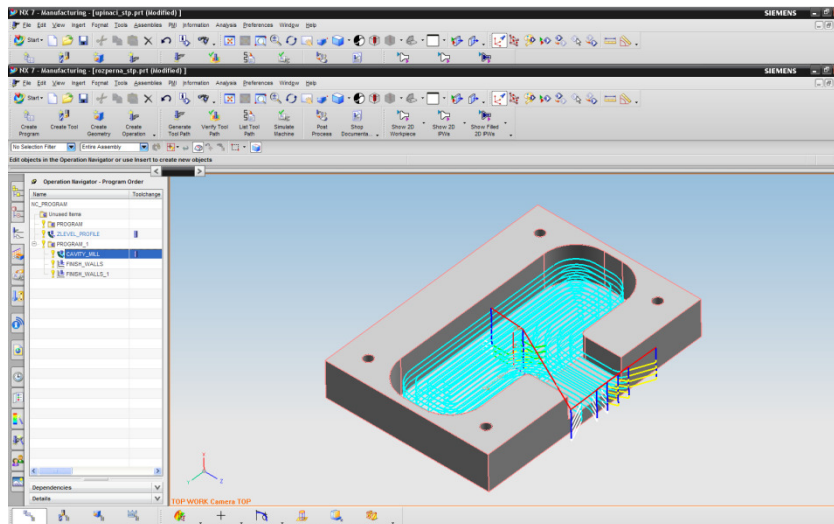 NX 7 - Manufacturing - [upinaci_stp.prt (Modified) ]
SIEMENS
File Edit View Insert Format Tools Assemblies PMI Information Analysis Preferences Window Help
Start
NX 7 - Manufacturing - [rozperna_stp.prt (Modified) ]
SIEMENS
File Edit View Insert Format Tools Assemblies PMI Information Analysis Preferences Window Help
Start
Create Program
Create Tool
Create Geometry
Create Operation
Generate Tool Path
Verify Tool Path
List Tool Path
Simulate Machine
Post Process
Shop Documenta...
Show 2D Workpiece
Show 2D IPWs
Show Filled 2D IPWs
No Selection Filter
Entire Assembly
Edit objects in the Operation Navigator or use Insert to create new objects
Operation Navigator - Program Order
Name Toolchange
NC_PROGRAM
Unused Items
PROGRAM
ZLEVEL_PROFILE
PROGRAM_1
CAVITY_MILL
FINISH_WALLS
FINISH_WALLS_1
Dependencies
Details
TOP WORK Camera TOP